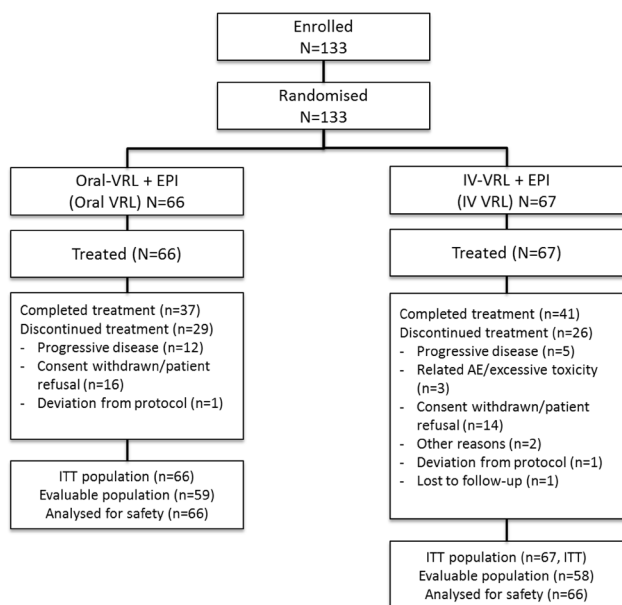 Enrolled
N=133
Randomised
N=133
Oral-VRL + EPI
(Oral VRL) N=66
Treated (N=66)
Completed treatment (n=37)
Discontinued treatment (n=29)
- Progressive disease (n=12)
- Consent withdrawn/patient
refusal (n=16)
- Deviation from protocol (n=1)
ITT population (n=66)
Evaluable population (n=59)
Analysed for safety (n=66)
IV-VRL + EPI
(IV VRL) N=67
Treated (N=67)
Completed treatment (n=41)
Discontinued treatment (n=26)
- Progressive disease (n=5)
- Related AE/excessive toxicity
(n=3)
- Consent withdrawn/patient
refusal (n=14)
- Other reasons (n=2)
- Deviation from protocol (n=1)
- Lost to follow-up (n=1)
ITT population (n=67, ITT)
Evaluable population (n=58)
Analysed for safety (n=66)